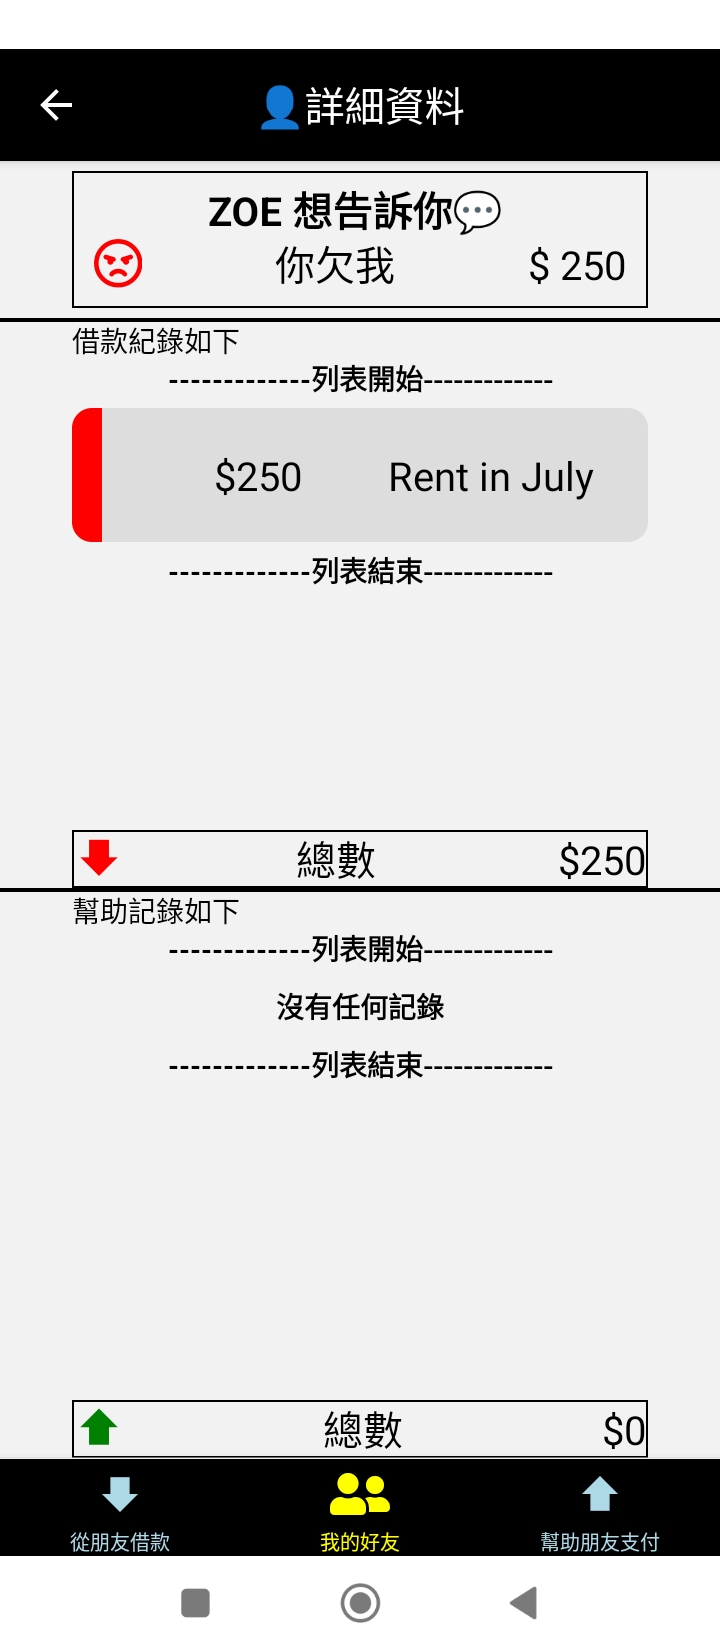 詳細資料
ZOE 想告訴你
你欠我 $ 250
借款紀錄如下
-------------列表開始-------------
$250 Rent in July
-------------列表結束-------------
總數 $250
幫助記錄如下
-------------列表開始-------------
沒有任何記錄
-------------列表結束-------------
總數 $0
從朋友借款 我的好友 幫助朋友支付